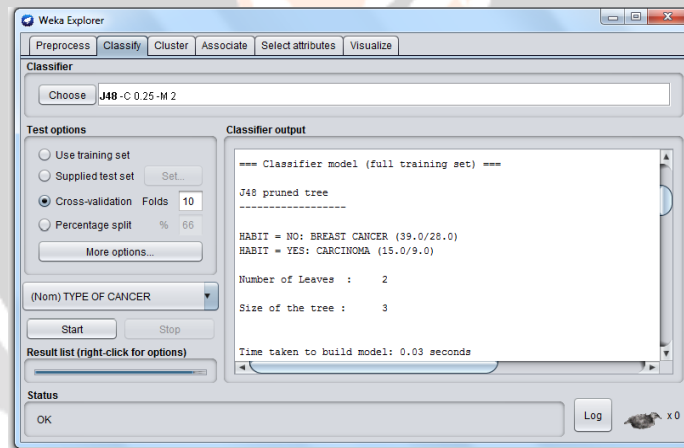 Weka Explorer
Preprocess Classify Cluster Associate Select attributes Visualize
Classifier
Choose J48 -C 0.25 -M 2
Test options
Use training set
Supplied test set Set...
Cross-validation Folds 10
Percentage split % 66
More options...
(Nom) TYPE OF CANCER
Start Stop
Result list (right-click for options)
Classifier output
=== Classifier model (full training set) ===
J48 pruned tree
------------------
HABIT = NO: BREAST CANCER (39.0/28.0)
HABIT = YES: CARCINOMA (15.0/9.0)
Number of Leaves : 2
Size of the tree : 3
Time taken to build model: 0.03 seconds
Status
OK
Log x 0